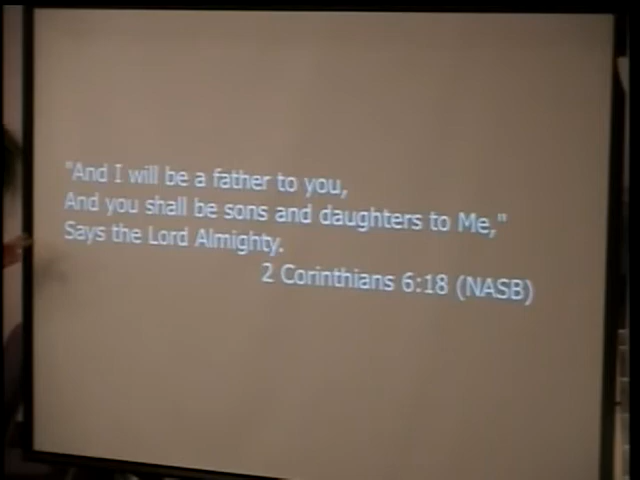 "And I will be a father to you,
And you shall be sons and daughters to Me,"
Says the Lord Almighty.
2 Corinthians 6:18 (NASB)